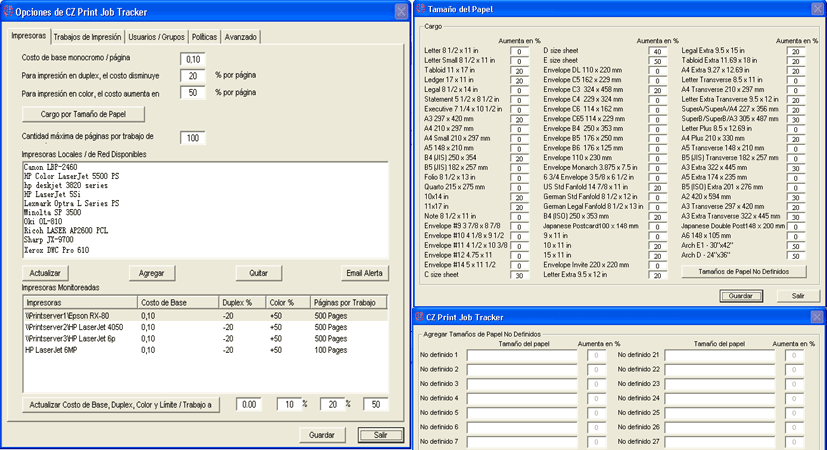 Opciones de CZ Print Job Tracker
Impresoras
Trabajos de Impresión
Usuarios / Grupos
Políticas
Avanzado
Costo de base monocromo / página
0,10
Para impresión en duplex, el costo disminuye
20
% por página
Para impresión en color, el costo aumenta en
50
% por página
Cargo por Tamaño de Papel
Cantidad máxima de páginas por trabajo de
100
Impresoras Locales / de Red Disponibles
Canon LBP-2460
HP Color LaserJet 5500 PS
hp deskjet 3820 series
HP LaserJet 5Si
Lexmark Optra L Series PS
Minolta SP 3500
Oki OL-810
Ricoh LASER AP2600 PCL
Sharp JX-9700
Xerox DWC Pro 610
Actualizar
Agregar
Quitar
Email Alerta
Impresoras Monitoreadas
Impresoras Costo de Base Duplex % Color % Páginas por Trabajo
\\Printserver1\Epson RX-80 0,10 -20 +50 500 Pages
\\Printserver2\HP LaserJet 4050 0,10 -20 +50 500 Pages
\\Printserver3\HP LaserJet 6p 0,10 -20 +50 500 Pages
HP LaserJet 6MP 0,10 -20 +50 100 Pages
Actualizar Costo de Base, Duplex, Color y Límite / Trabajo a
0.00
10 %
20 %
50
Guardar
Salir
Tamaño del Papel
Cargo
Aumenta en %
Letter 8 1/2 x 11 in 0
Letter Small 8 1/2 x 11 in 0
Tabloid 11 x 17 in 20
Ledger 17 x 11 in 20
Legal 8 1/2 x 14 in 0
Statement 5 1/2 x 8 1/2 in 0
Executive 7 1/4 x 10 1/2 in 0
A3 297 x 420 mm 20
A4 210 x 297 mm 0
A4 Small 210 x 297 mm 0
A5 148 x 210 mm 0
B4 (JIS) 250 x 354 20
B5 (JIS) 182 x 257 mm 0
Folio 8 1/2 x 13 in 0
Quarto 215 x 275 mm 0
10x14 in 20
11x17 in 20
Note 8 1/2 x 11 in 0
Envelope #9 3 7/8 x 8 7/8 0
Envelope #10 4 1/8 x 9 1/2 0
Envelope #11 4 1/2 x 10 3/8 0
Envelope #12 4.75 x 11 0
Envelope #14 5 x 11 1/2 0
C size sheet 30
Aumenta en %
D size sheet 40
E size sheet 50
Envelope DL 110 x 220 mm 0
Envelope C5 162 x 229 mm 0
Envelope C3 324 x 458 mm 20
Envelope C4 229 x 324 mm 0
Envelope C6 114 x 162 mm 0
Envelope C65 114 x 229 mm 0
Envelope B4 250 x 353 mm 0
Envelope B5 176 x 250 mm 0
Envelope B6 176 x 125 mm 0
Envelope 110 x 230 mm 0
Envelope Monarch 3.875 x 7.5 in 0
6 3/4 Envelope 3 5/8 x 6 1/2 in 0
US Std Fanfold 14 7/8 x 11 in 20
German Std Fanfold 8 1/2 x 12 in 0
German Legal Fanfold 8 1/2 x 13 in 0
B4 (ISO) 250 x 353 mm 20
Japanese Postcard100 x 148 mm 0
9 x 11 in 0
10 x 11 in 20
15 x 11 in 20
Envelope Invite 220 x 220 mm 0
Letter Extra 9.5 x 12 in 20
Aumenta en %
Legal Extra 9.5 x 15 in 20
Tabloid Extra 11.69 x 18 in 20
A4 Extra 9.27 x 12.69 in 20
Letter Transverse 8.5 x 11 in 0
A4 Transverse 210 x 297 mm 0
Letter Extra Transverse 9.5 x 12 in 20
SuperA/SuperA/A4 227 x 356 mm 20
SuperB/SuperB/A3 305 x 487 mm 30
Letter Plus 8.5 x 12.69 in 0
A4 Plus 210 x 330 mm 20
A5 Transverse 148 x 210 mm 0
B5 (JIS) Transverse 182 x 257 mm 0
A3 Extra 322 x 445 mm 30
A5 Extra 174 x 235 mm 0
B5 (ISO) Extra 201 x 276 mm 0
A2 420 x 594 mm 30
A3 Transverse 297 x 420 mm 20
A3 Extra Transverse 322 x 445 mm 30
Japanese Double Post148 x 200 mm 0
A6 148 x 105 mm 0
Arch E1 - 30"x42" 50
Arch D - 24"x36" 50
Tamaños de Papel No Definidos
Guardar
Salir
CZ Print Job Tracker
Agregar Tamaños de Papel No Definidos
Tamaño del papel Aumenta en % Tamaño del papel Aumenta en %
No definido 1 0 No definido 21 0
No definido 2 0 No definido 22 0
No definido 3 0 No definido 23 0
No definido 4 0 No definido 24 0
No definido 5 0 No definido 25 0
No definido 6 0 No definido 26 0
No definido 7 0 No definido 27 0